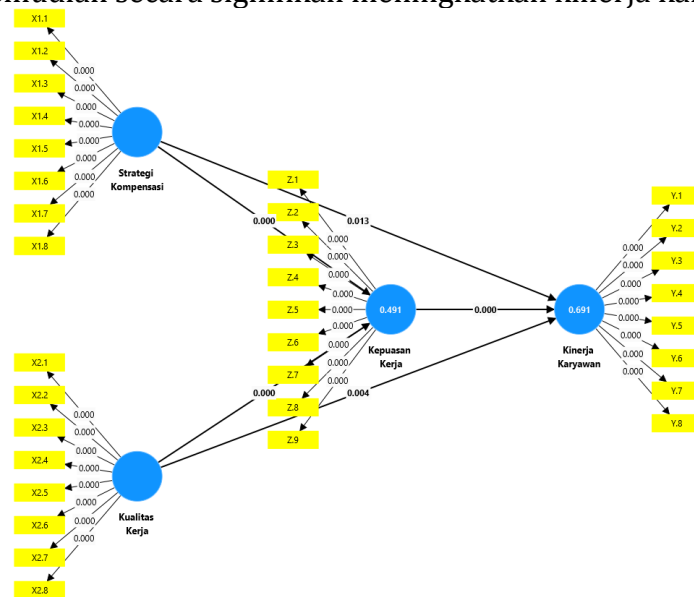 X1.1
X1.2
X1.3
X1.4
X1.5
X1.6
X1.7
X1.8
0.000
0.000
0.000
0.000
0.000
0.000
0.000
0.000
Strategi
Kompensasi
X2.1
X2.2
X2.3
X2.4
X2.5
X2.6
X2.7
X2.8
0.000
0.000
0.000
0.000
0.000
0.000
0.000
0.000
Kualitas
Kerja
0.000
0.013
0.000
0.004
Z.1
Z.2
Z.3
Z.4
Z.5
Z.6
Z.7
Z.8
Z.9
0.000
0.000
0.000
0.000
0.000
0.000
0.000
0.000
0.000
0.491
Kepuasan
Kerja
0.000
0.691
Kinerja
Karyawan
0.000
0.000
0.000
0.000
0.000
0.000
0.000
0.000
Y.1
Y.2
Y.3
Y.4
Y.5
Y.6
Y.7
Y.8